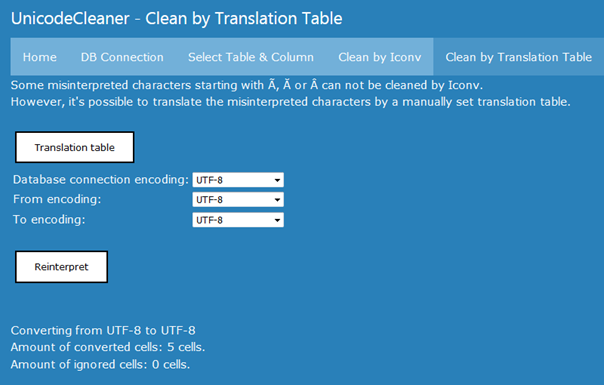 UnicodeCleaner - Clean by Translation Table
Home DB Connection Select Table & Column Clean by Iconv Clean by Translation Table
Some misinterpreted characters starting with Ã, Ă or Â can not be cleaned by Iconv.
However, it's possible to translate the misinterpreted characters by a manually set translation table.
Translation table
Database connection encoding: UTF-8
From encoding: UTF-8
To encoding: UTF-8
Reinterpret
Converting from UTF-8 to UTF-8
Amount of converted cells: 5 cells.
Amount of ignored cells: 0 cells.